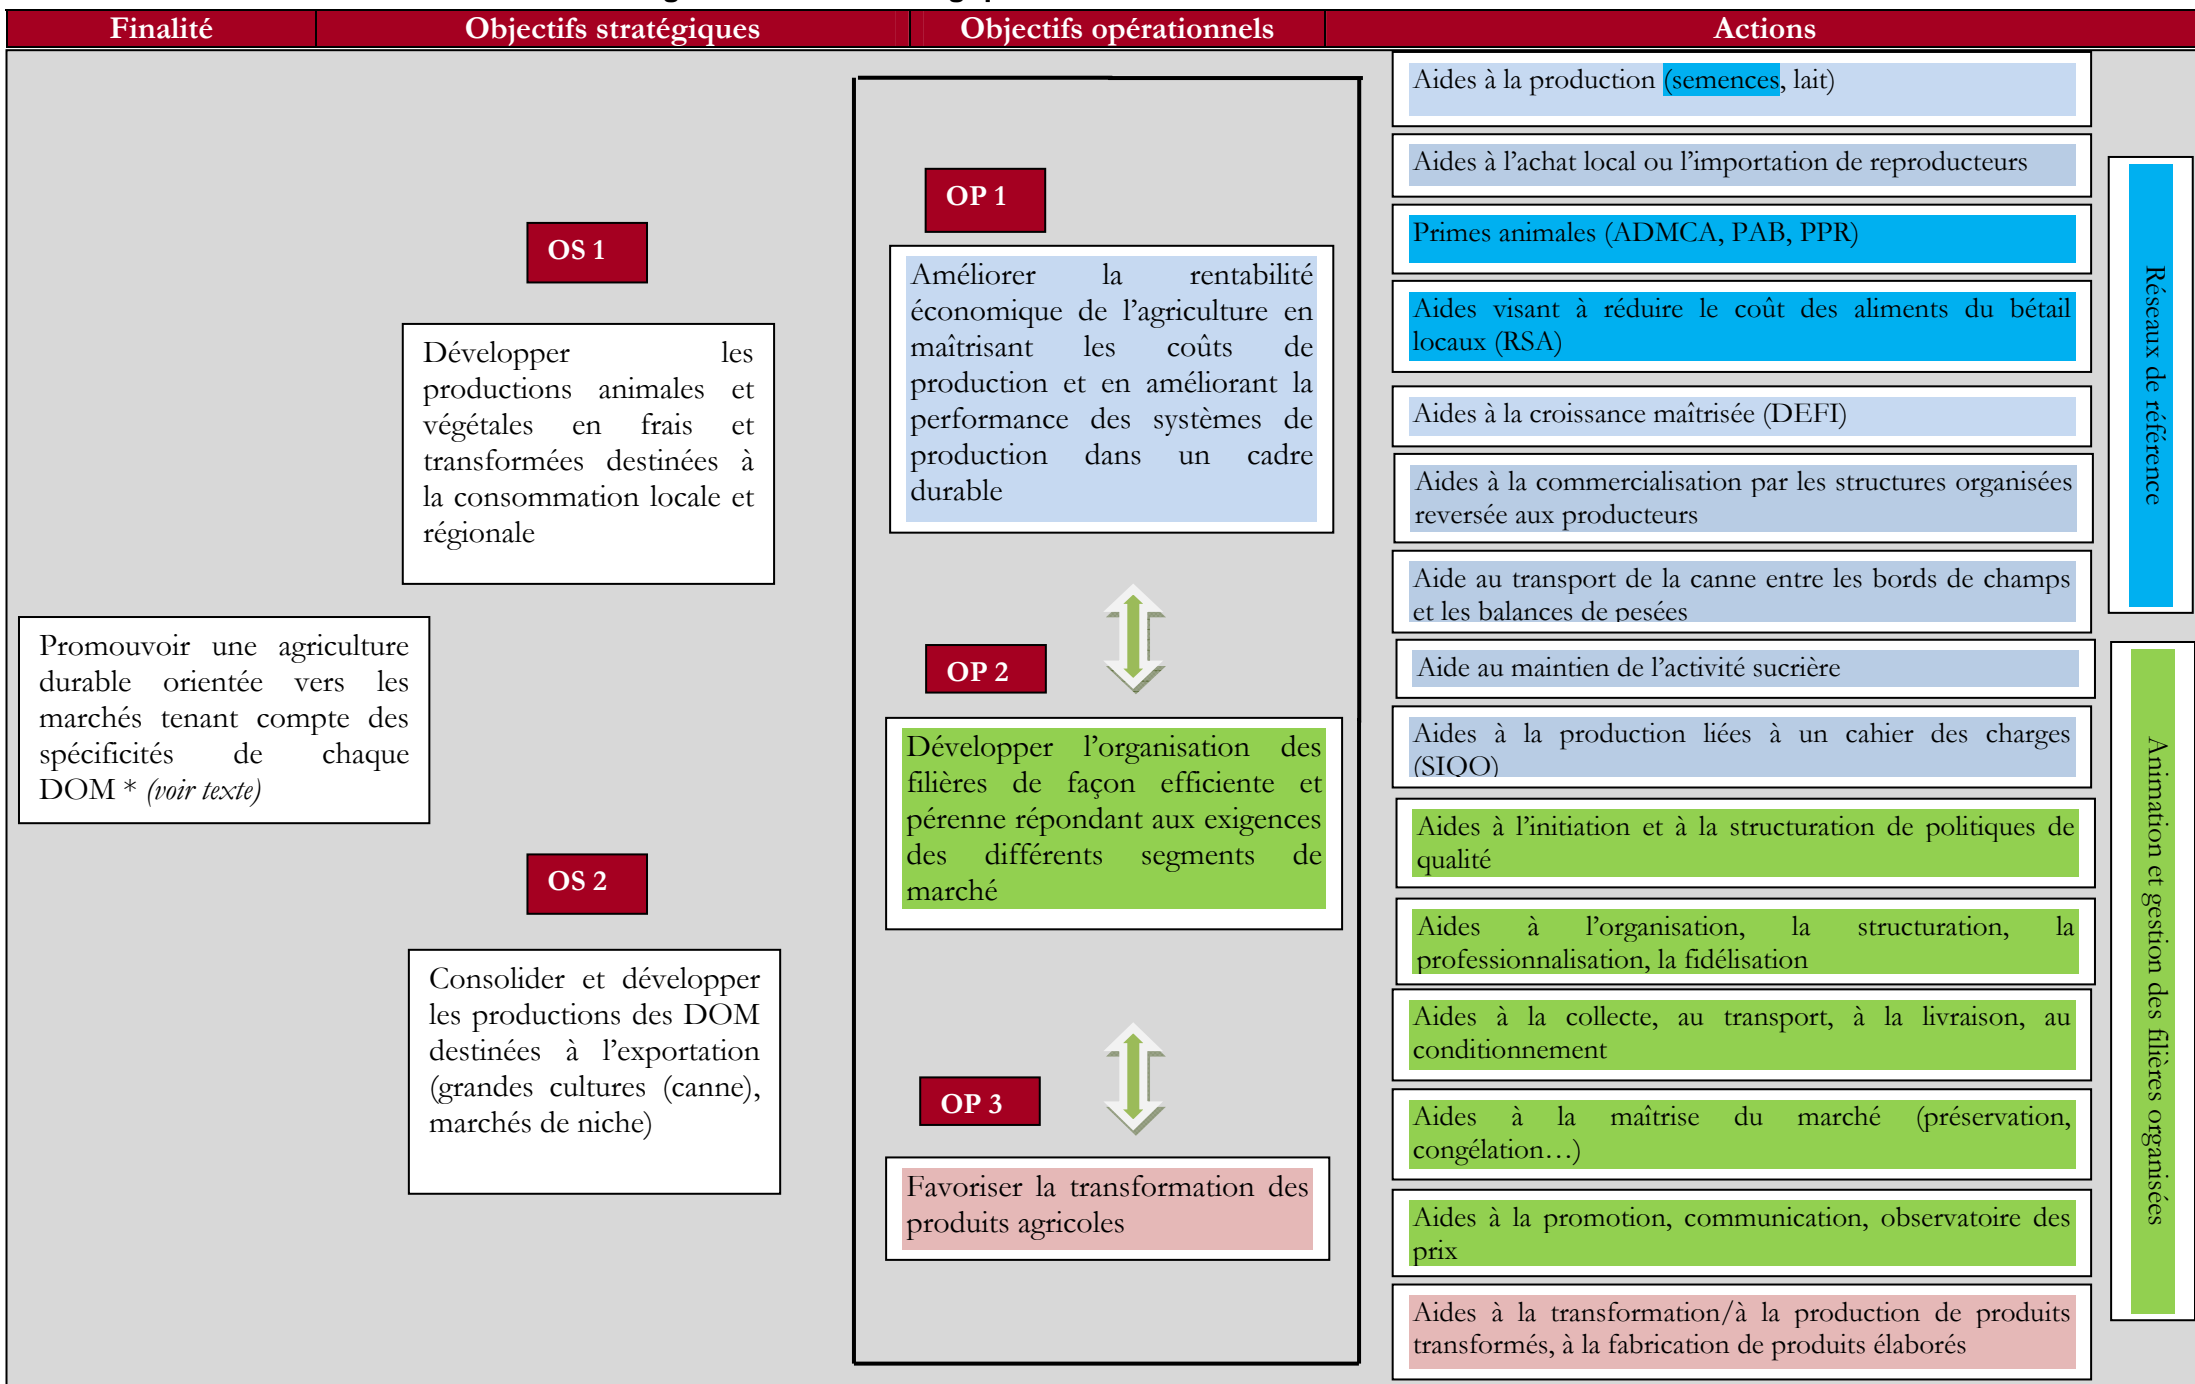 Finalité
Objectifs stratégiques
Objectifs opérationnels
Actions
Promouvoir une agriculture
durable orientée vers les
marchés tenant compte des
spécificités de chaque
DOM * (voir texte)
OS 1
Développer les
productions animales et
végétales en frais et
transformées destinées à
la consommation locale et
régionale
OS 2
Consolider et développer
les productions des DOM
destinées à l’exportation
(grandes cultures (canne),
marchés de niche)
OP 1
Améliorer la rentabilité
économique de l’agriculture en
maîtrisant les coûts de
production et en améliorant la
performance des systèmes de
production dans un cadre
durable
OP 2
Développer l’organisation des
filières de façon efficiente et
pérenne répondant aux exigences
des différents segments de
marché
OP 3
Favoriser la transformation des
produits agricoles
Aides à la production (semences, lait)
Aides à l’achat local ou l’importation de reproducteurs
Primes animales (ADMCA, PAB, PPR)
Aides visant à réduire le coût des aliments du bétail
locaux (RSA)
Aides à la croissance maîtrisée (DEFI)
Aides à la commercialisation par les structures organisées
reversée aux producteurs
Aide au transport de la canne entre les bords de champs
et les balances de pesées
Aide au maintien de l’activité sucrière
Aides à la production liées à un cahier des charges
(SIQO)
Aides à l’initiation et à la structuration de politiques de
qualité
Aides à l’organisation, la structuration, la
professionnalisation, la fidélisation
Aides à la collecte, au transport, à la livraison, au
conditionnement
Aides à la maîtrise du marché (préservation,
congélation…)
Aides à la promotion, communication, observatoire des
prix
Aides à la transformation/à la production de produits
transformés, à la fabrication de produits élaborés
Réseaux de référence
Animation et gestion des filières organisées